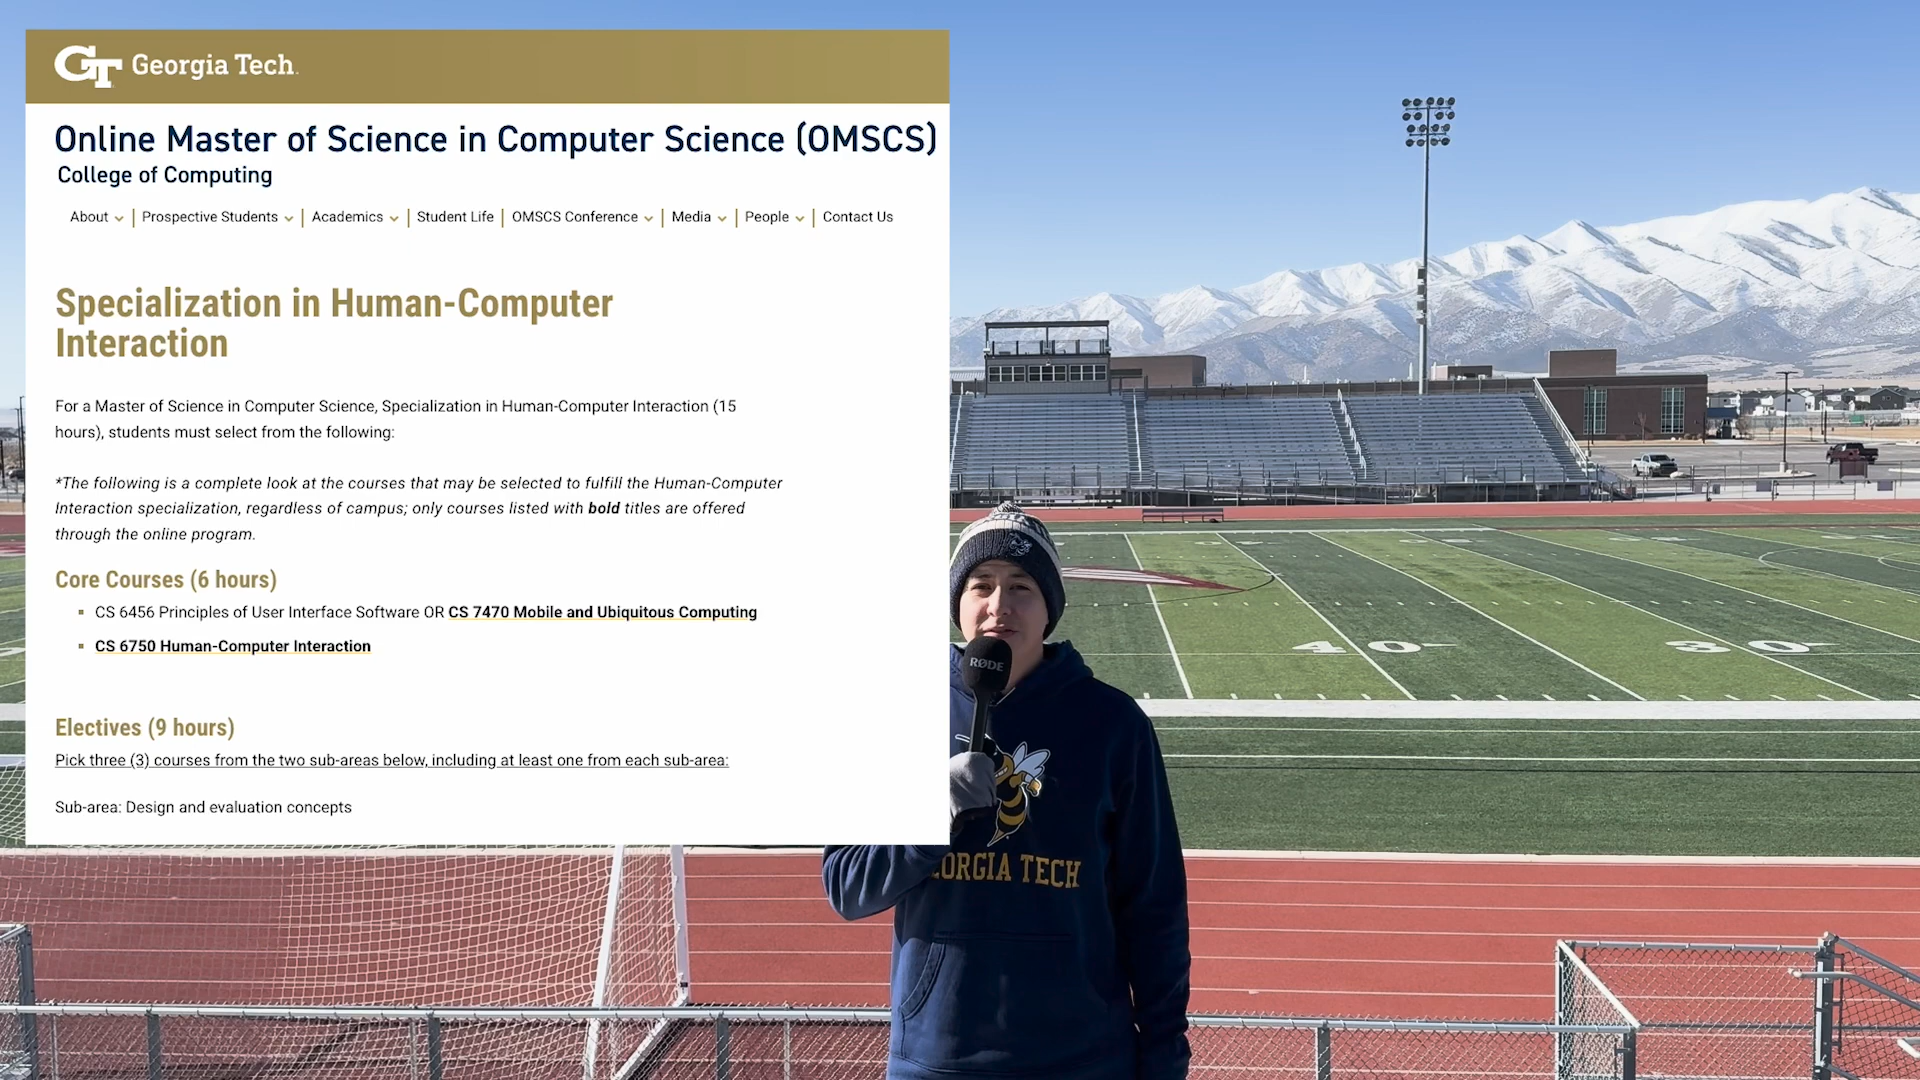 GT Georgia Tech.
Online Master of Science in Computer Science (OMSCS)
College of Computing
About | Prospective Students | Academics | Student Life | OMSCS Conference | Media | People | Contact Us
Specialization in Human-Computer
Interaction
For a Master of Science in Computer Science, Specialization in Human-Computer Interaction (15
hours), students must select from the following:
*The following is a complete look at the courses that may be selected to fulfill the Human-Computer
Interaction specialization, regardless of campus; only courses listed with bold titles are offered
through the online program.
Core Courses (6 hours)
▪ CS 6456 Principles of User Interface Software OR CS 7470 Mobile and Ubiquitous Computing
▪ CS 6750 Human-Computer Interaction
Electives (9 hours)
Pick three (3) courses from the two sub-areas below, including at least one from each sub-area:
Sub-area: Design and evaluation concepts
RØDE
ORGIA TECH
40
30